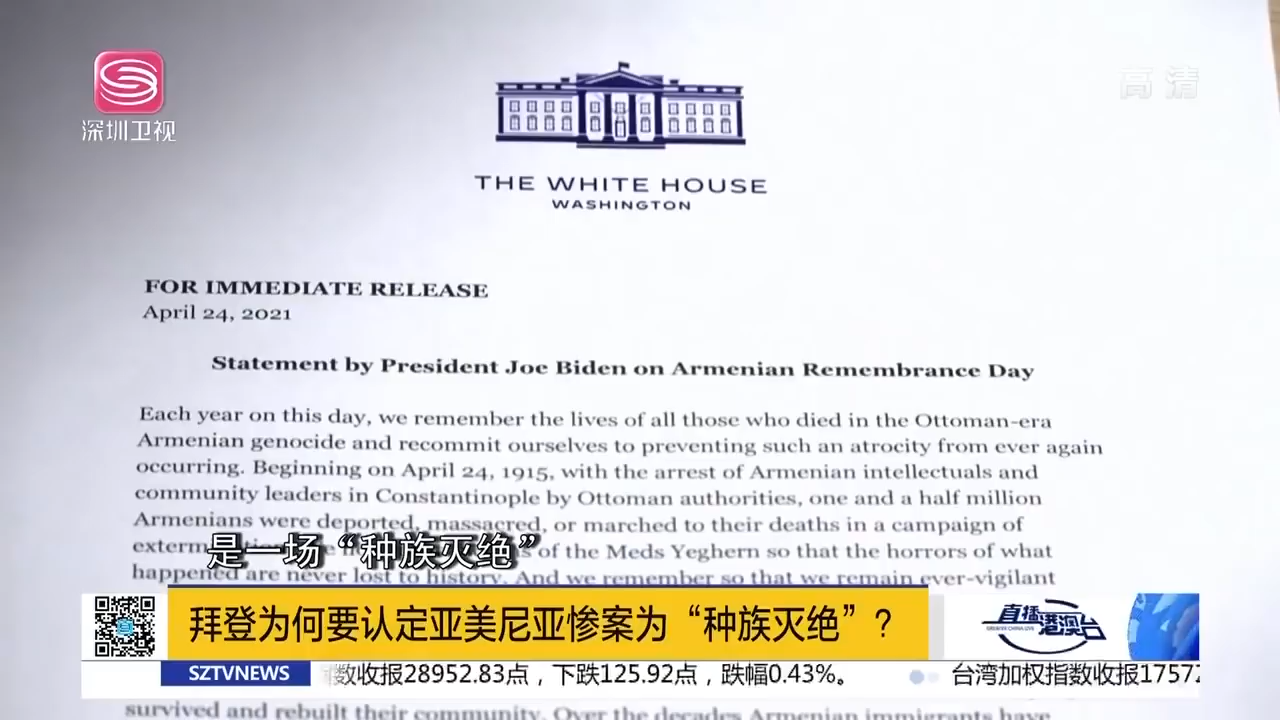 深圳卫视
高清
THE WHITE HOUSE
WASHINGTON
FOR IMMEDIATE RELEASE
April 24, 2021
Statement by President Joe Biden on Armenian Remembrance Day
Each year on this day, we remember the lives of all those who died in the Ottoman-era
Armenian genocide and recommit ourselves to preventing such an atrocity from ever again
occurring. Beginning on April 24, 1915, with the arrest of Armenian intellectuals and
community leaders in Constantinople by Ottoman authorities, one and a half million
Armenians were deported, massacred, or marched to their deaths in a campaign of
of the Meds Yeghern so that the horrors of what
是一场“种族灭绝”
happened are never lost to history. And we remember so that we remain ever-vigilant
拜登为何要认定亚美尼亚惨案为“种族灭绝”?
直播港澳台
SZTVNEWS
数收报28952.83点，下跌125.92点，跌幅0.43%。
台湾加权指数收报1757
survived and rebuilt their community. Over the decades Armenian immigrants have